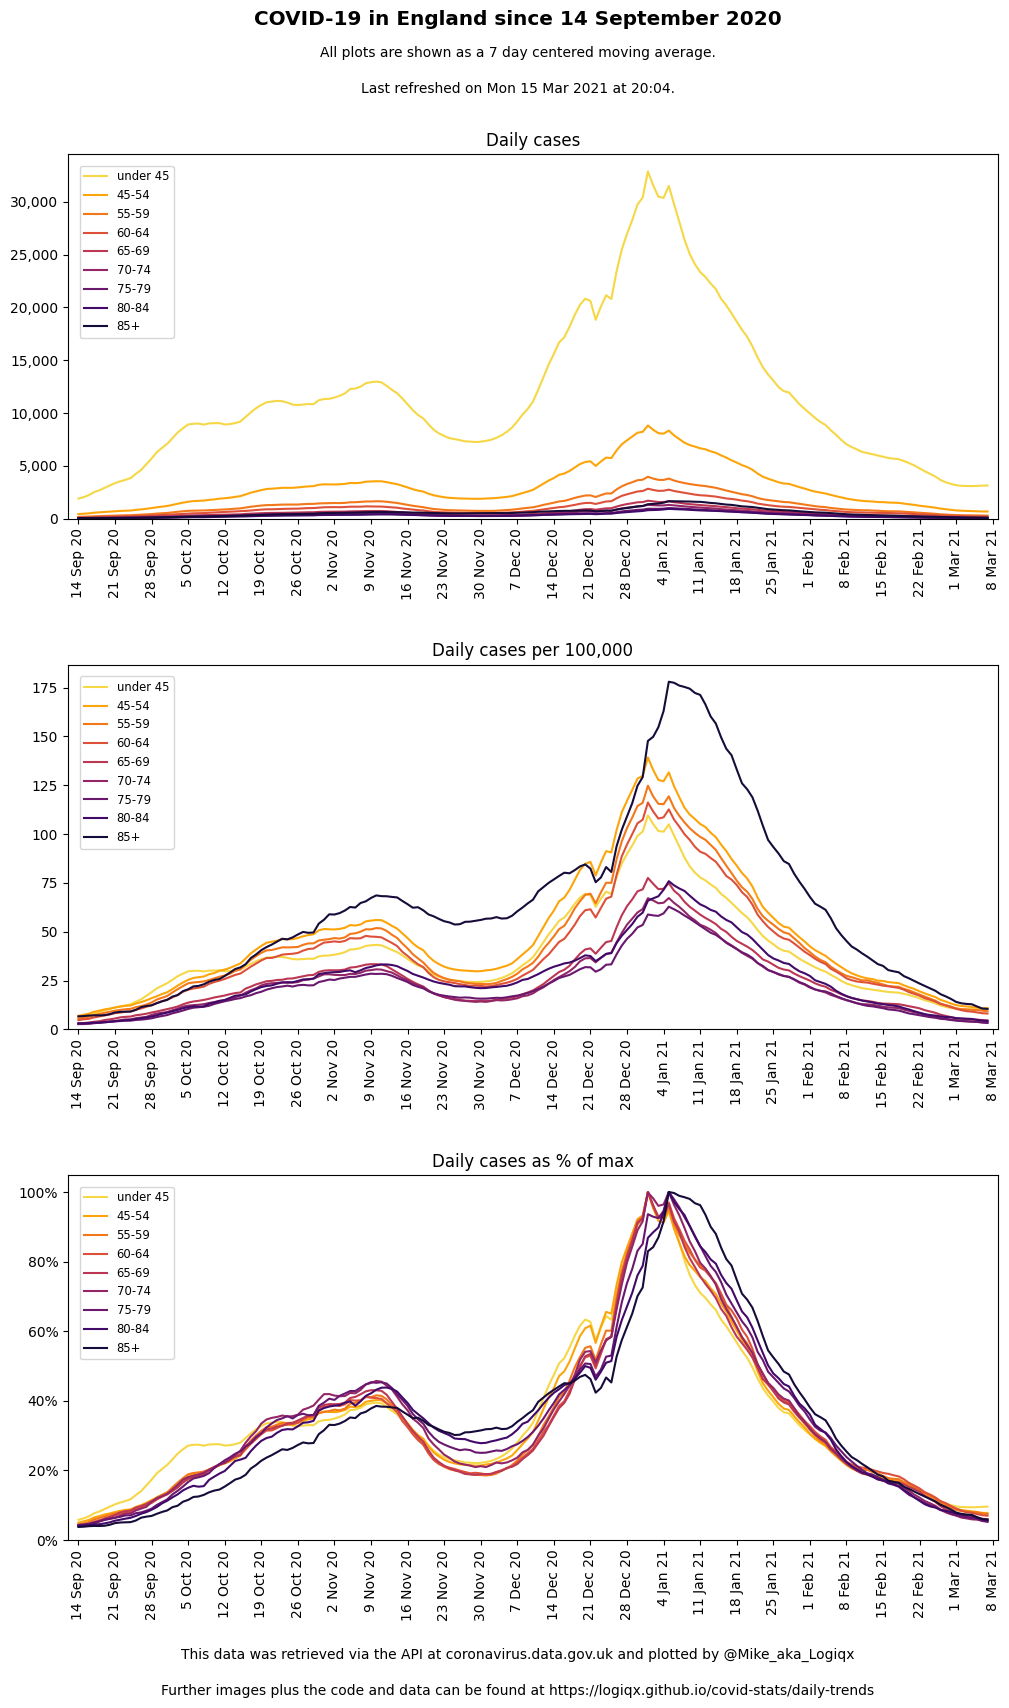 COVID-19 in England since 14 September 2020
All plots are shown as a 7 day centered moving average.
Last refreshed on Mon 15 Mar 2021 at 20:04.
Daily cases
under 45
45-54
55-59
60-64
65-69
70-74
75-79
80-84
85+
30,000
25,000
20,000
15,000
10,000
5,000
0
14 Sep 20
21 Sep 20
28 Sep 20
5 Oct 20
12 Oct 20
19 Oct 20
26 Oct 20
2 Nov 20
9 Nov 20
16 Nov 20
23 Nov 20
30 Nov 20
7 Dec 20
14 Dec 20
21 Dec 20
28 Dec 20
4 Jan 21
11 Jan 21
18 Jan 21
25 Jan 21
1 Feb 21
8 Feb 21
15 Feb 21
22 Feb 21
1 Mar 21
8 Mar 21
Daily cases per 100,000
under 45
45-54
55-59
60-64
65-69
70-74
75-79
80-84
85+
175
150
125
100
75
50
25
0
14 Sep 20
21 Sep 20
28 Sep 20
5 Oct 20
12 Oct 20
19 Oct 20
26 Oct 20
2 Nov 20
9 Nov 20
16 Nov 20
23 Nov 20
30 Nov 20
7 Dec 20
14 Dec 20
21 Dec 20
28 Dec 20
4 Jan 21
11 Jan 21
18 Jan 21
25 Jan 21
1 Feb 21
8 Feb 21
15 Feb 21
22 Feb 21
1 Mar 21
8 Mar 21
Daily cases as % of max
under 45
45-54
55-59
60-64
65-69
70-74
75-79
80-84
85+
100%
80%
60%
40%
20%
0%
14 Sep 20
21 Sep 20
28 Sep 20
5 Oct 20
12 Oct 20
19 Oct 20
26 Oct 20
2 Nov 20
9 Nov 20
16 Nov 20
23 Nov 20
30 Nov 20
7 Dec 20
14 Dec 20
21 Dec 20
28 Dec 20
4 Jan 21
11 Jan 21
18 Jan 21
25 Jan 21
1 Feb 21
8 Feb 21
15 Feb 21
22 Feb 21
1 Mar 21
8 Mar 21
This data was retrieved via the API at coronavirus.data.gov.uk and plotted by @Mike_aka_Logiqx
Further images plus the code and data can be found at https://logiqx.github.io/covid-stats/daily-trends